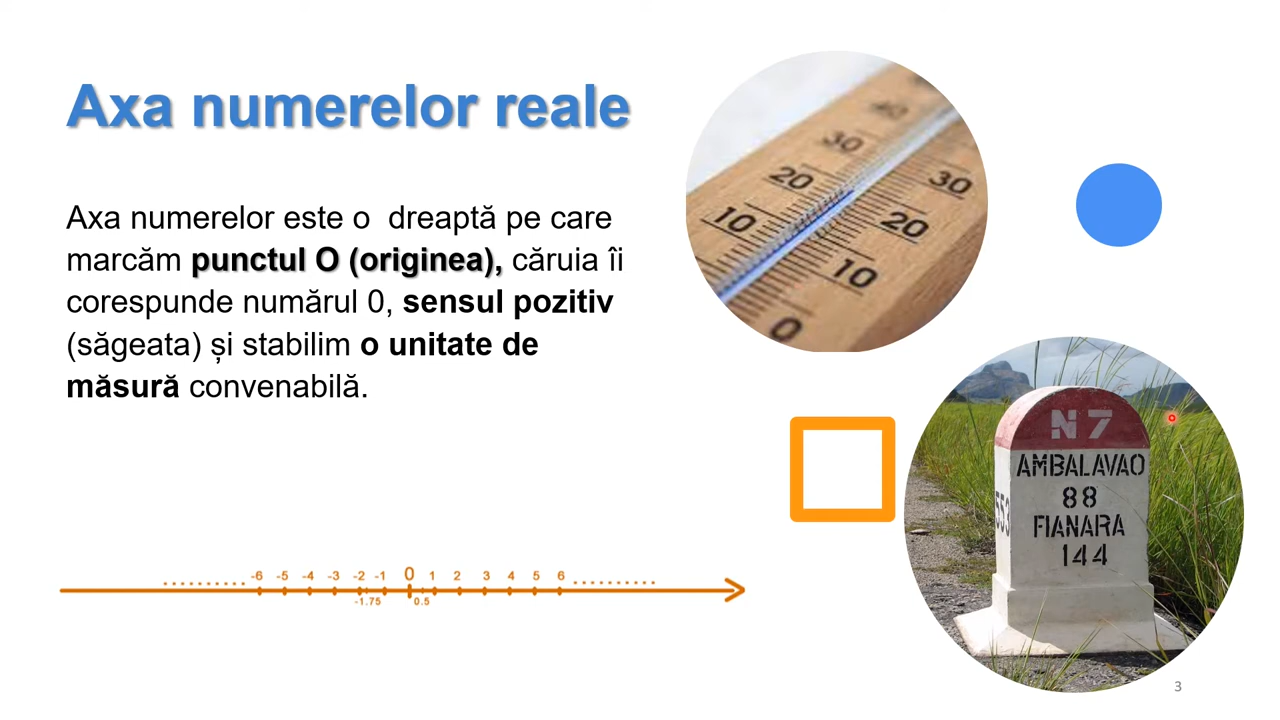 Axa numerelor reale
Axa numerelor este o  dreaptă pe care
marcăm punctul O (originea), căruia îi
corespunde numărul 0, sensul pozitiv
(săgeata) și stabilim o unitate de
măsură convenabilă.
40
30
20
10
30
20
10
0
N 7
AMBALAVAO
88
FIANARA
144
553
.......... -6 -5 -4 -3 -2 -1 0 1 2 3 4 5 6 ..........
-1.75 0.5
3